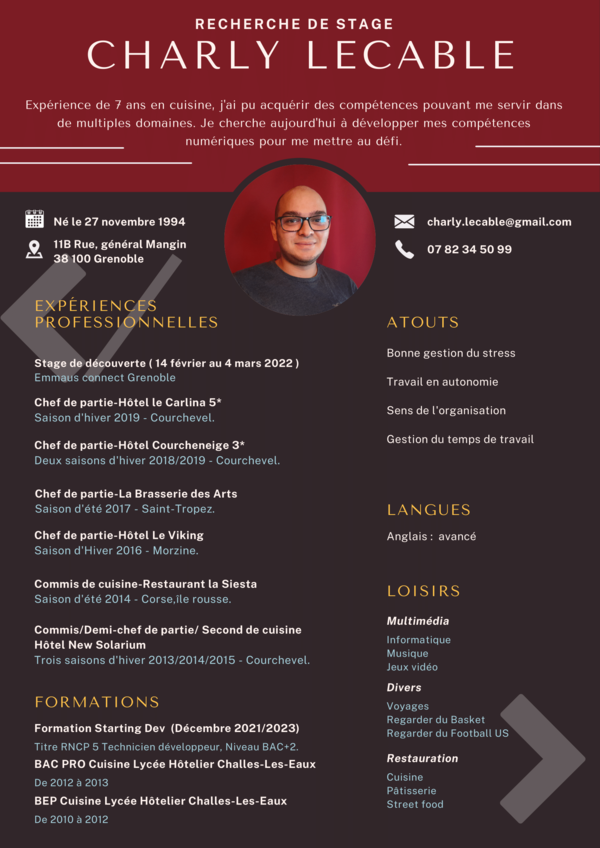 RECHERCHE DE STAGE
CHARLY LECABLE
Expérience de 7 ans en cuisine, j'ai pu acquérir des compétences pouvant me servir dans
de multiples domaines. Je cherche aujourd'hui à développer mes compétences
numériques pour me mettre au défi.
Né le 27 novembre 1994
11B Rue, général Mangin
38 100 Grenoble
charly.lecable@gmail.com
07 82 34 50 99
EXPÉRIENCES
PROFESSIONNELLES
Stage de découverte ( 14 février au 4 mars 2022 )
Emmaus connect Grenoble
Chef de partie-Hôtel le Carlina 5*
Saison d'hiver 2019 - Courchevel.
Chef de partie-Hôtel Courcheneige 3*
Deux saisons d'hiver 2018/2019 - Courchevel.
Chef de partie-La Brasserie des Arts
Saison d'été 2017 - Saint-Tropez.
Chef de partie-Hôtel Le Viking
Saison d'Hiver 2016 - Morzine.
Commis de cuisine-Restaurant la Siesta
Saison d'été 2014 - Corse,île rousse.
Commis/Demi-chef de partie/ Second de cuisine
Hôtel New Solarium
Trois saisons d'hiver 2013/2014/2015 - Courchevel.
FORMATIONS
Formation Starting Dev (Décembre 2021/2023)
Titre RNCP 5 Technicien développeur, Niveau BAC+2.
BAC PRO Cuisine Lycée Hôtelier Challes-Les-Eaux
De 2012 à 2013
BEP Cuisine Lycée Hôtelier Challes-Les-Eaux
De 2010 à 2012
ATOUTS
Bonne gestion du stress
Travail en autonomie
Sens de l'organisation
Gestion du temps de travail
LANGUES
Anglais : avancé
LOISIRS
Multimédia
Informatique
Musique
Jeux vidéo
Divers
Voyages
Regarder du Basket
Regarder du Football US
Restauration
Cuisine
Pâtisserie
Street food